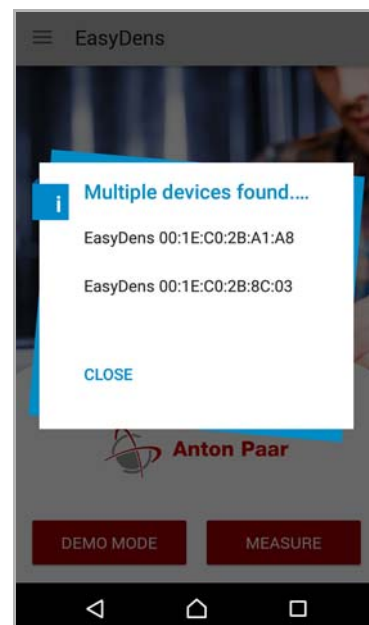 EasyDens
i
Multiple devices found....
EasyDens 00:1E:C0:2B:A1:A8
EasyDens 00:1E:C0:2B:8C:03
CLOSE
Anton Paar
DEMO MODE
MEASURE